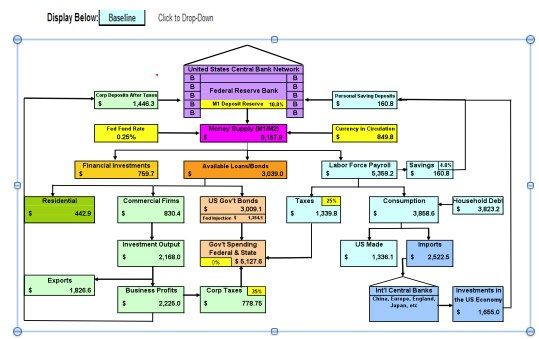 Display Below: Baseline Click to Drop-Down
United States Central Bank Network
B B
B Federal Reserve Bank B
B B
B M1 Deposit Reserve 10.8% B
B B
Corp Deposits After Taxes
$ 1,446.3
Personal Saving Deposits
$ 160.8
Fed Fund Rate
0.25%
Money Supply (M1/M2)
$ 9,157.9
Currency in Circulation
$ 849.8
Financial Investments
$ 759.7
Available Loans/Bonds
$ 3,039.0
Labor Force Payroll
$ 5,359.2
Savings 4.8%
$ 160.8
Residential
$ 442.9
Commercial Firms
$ 830.4
US Gov't Bonds
$ 3,009.1
Fed Injection $
Taxes 25%
$ 1,339.8
Consumption
$ 3,858.6
Household Debt
$ 3,823.2
Investment Output
$ 2,168.0
Gov't Spending
Federal & State
0% $ 5,127.6
US Made
$ 1,336.1
Imports
$ 2,522.5
Exports
$ 1,826.6
Business Profits
$ 2,225.0
Corp Taxes 35%
$ 778.75
Int'l Central Banks
China, Europe, England,
Japan, etc
Investments in
the US Economy
$ 1,655.0